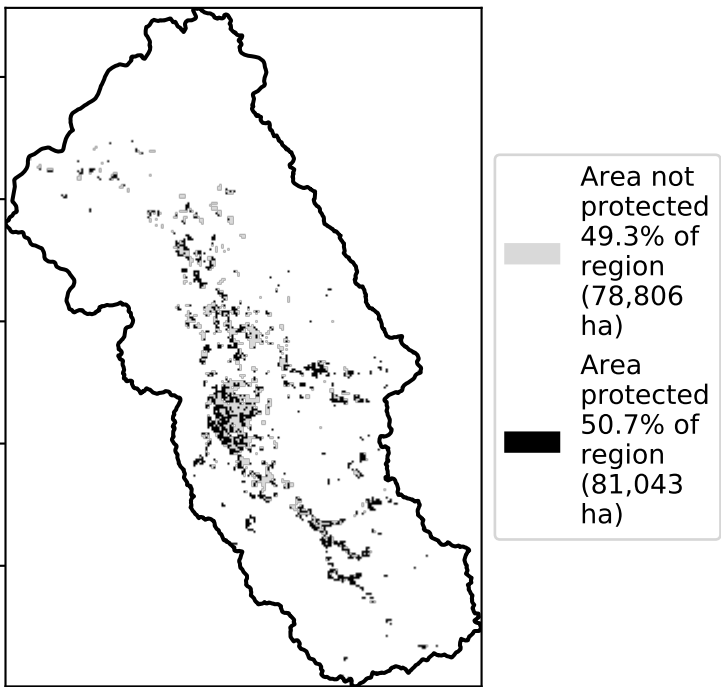 Area not
protected
49.3% of
region
(78,806
ha)
Area
protected
50.7% of
region
(81,043
ha)